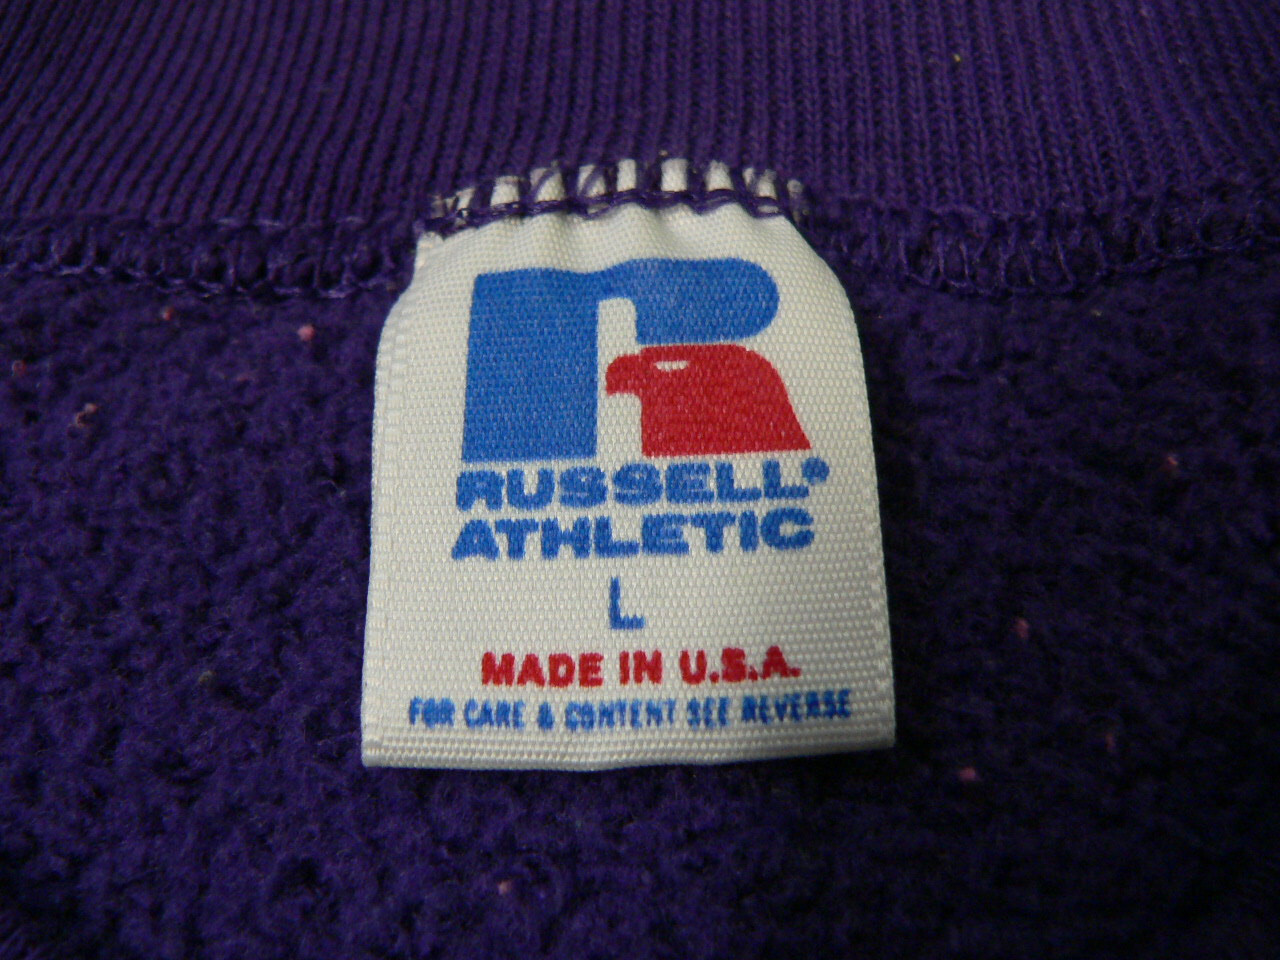 RUSSELL®
ATHLETIC
L
MADE IN U.S.A.
FOR CARE & CONTENT SEE REVERSE